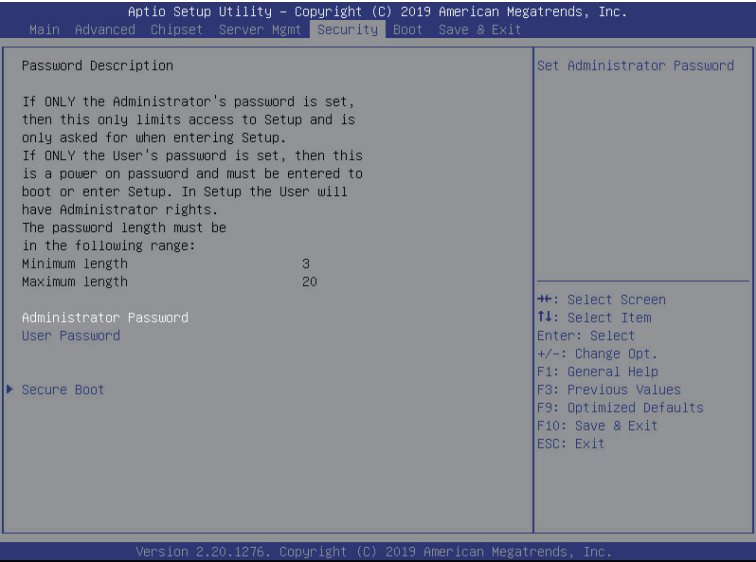 Aptio Setup Utility – Copyright (C) 2019 American Megatrends, Inc.
Main Advanced Chipset Server Mgmt Security Boot Save & Exit
Password Description
If ONLY the Administrator's password is set,
then this only limits access to Setup and is
only asked for when entering Setup.
If ONLY the User's password is set, then this
is a power on password and must be entered to
boot or enter Setup. In Setup the User will
have Administrator rights.
The password length must be
in the following range:
Minimum length 3
Maximum length 20
Administrator Password
User Password
Secure Boot
Set Administrator Password
→←: Select Screen
↑↓: Select Item
Enter: Select
+/-: Change Opt.
F1: General Help
F3: Previous Values
F9: Optimized Defaults
F10: Save & Exit
ESC: Exit
Version 2.20.1276. Copyright (C) 2019 American Megatrends, Inc.